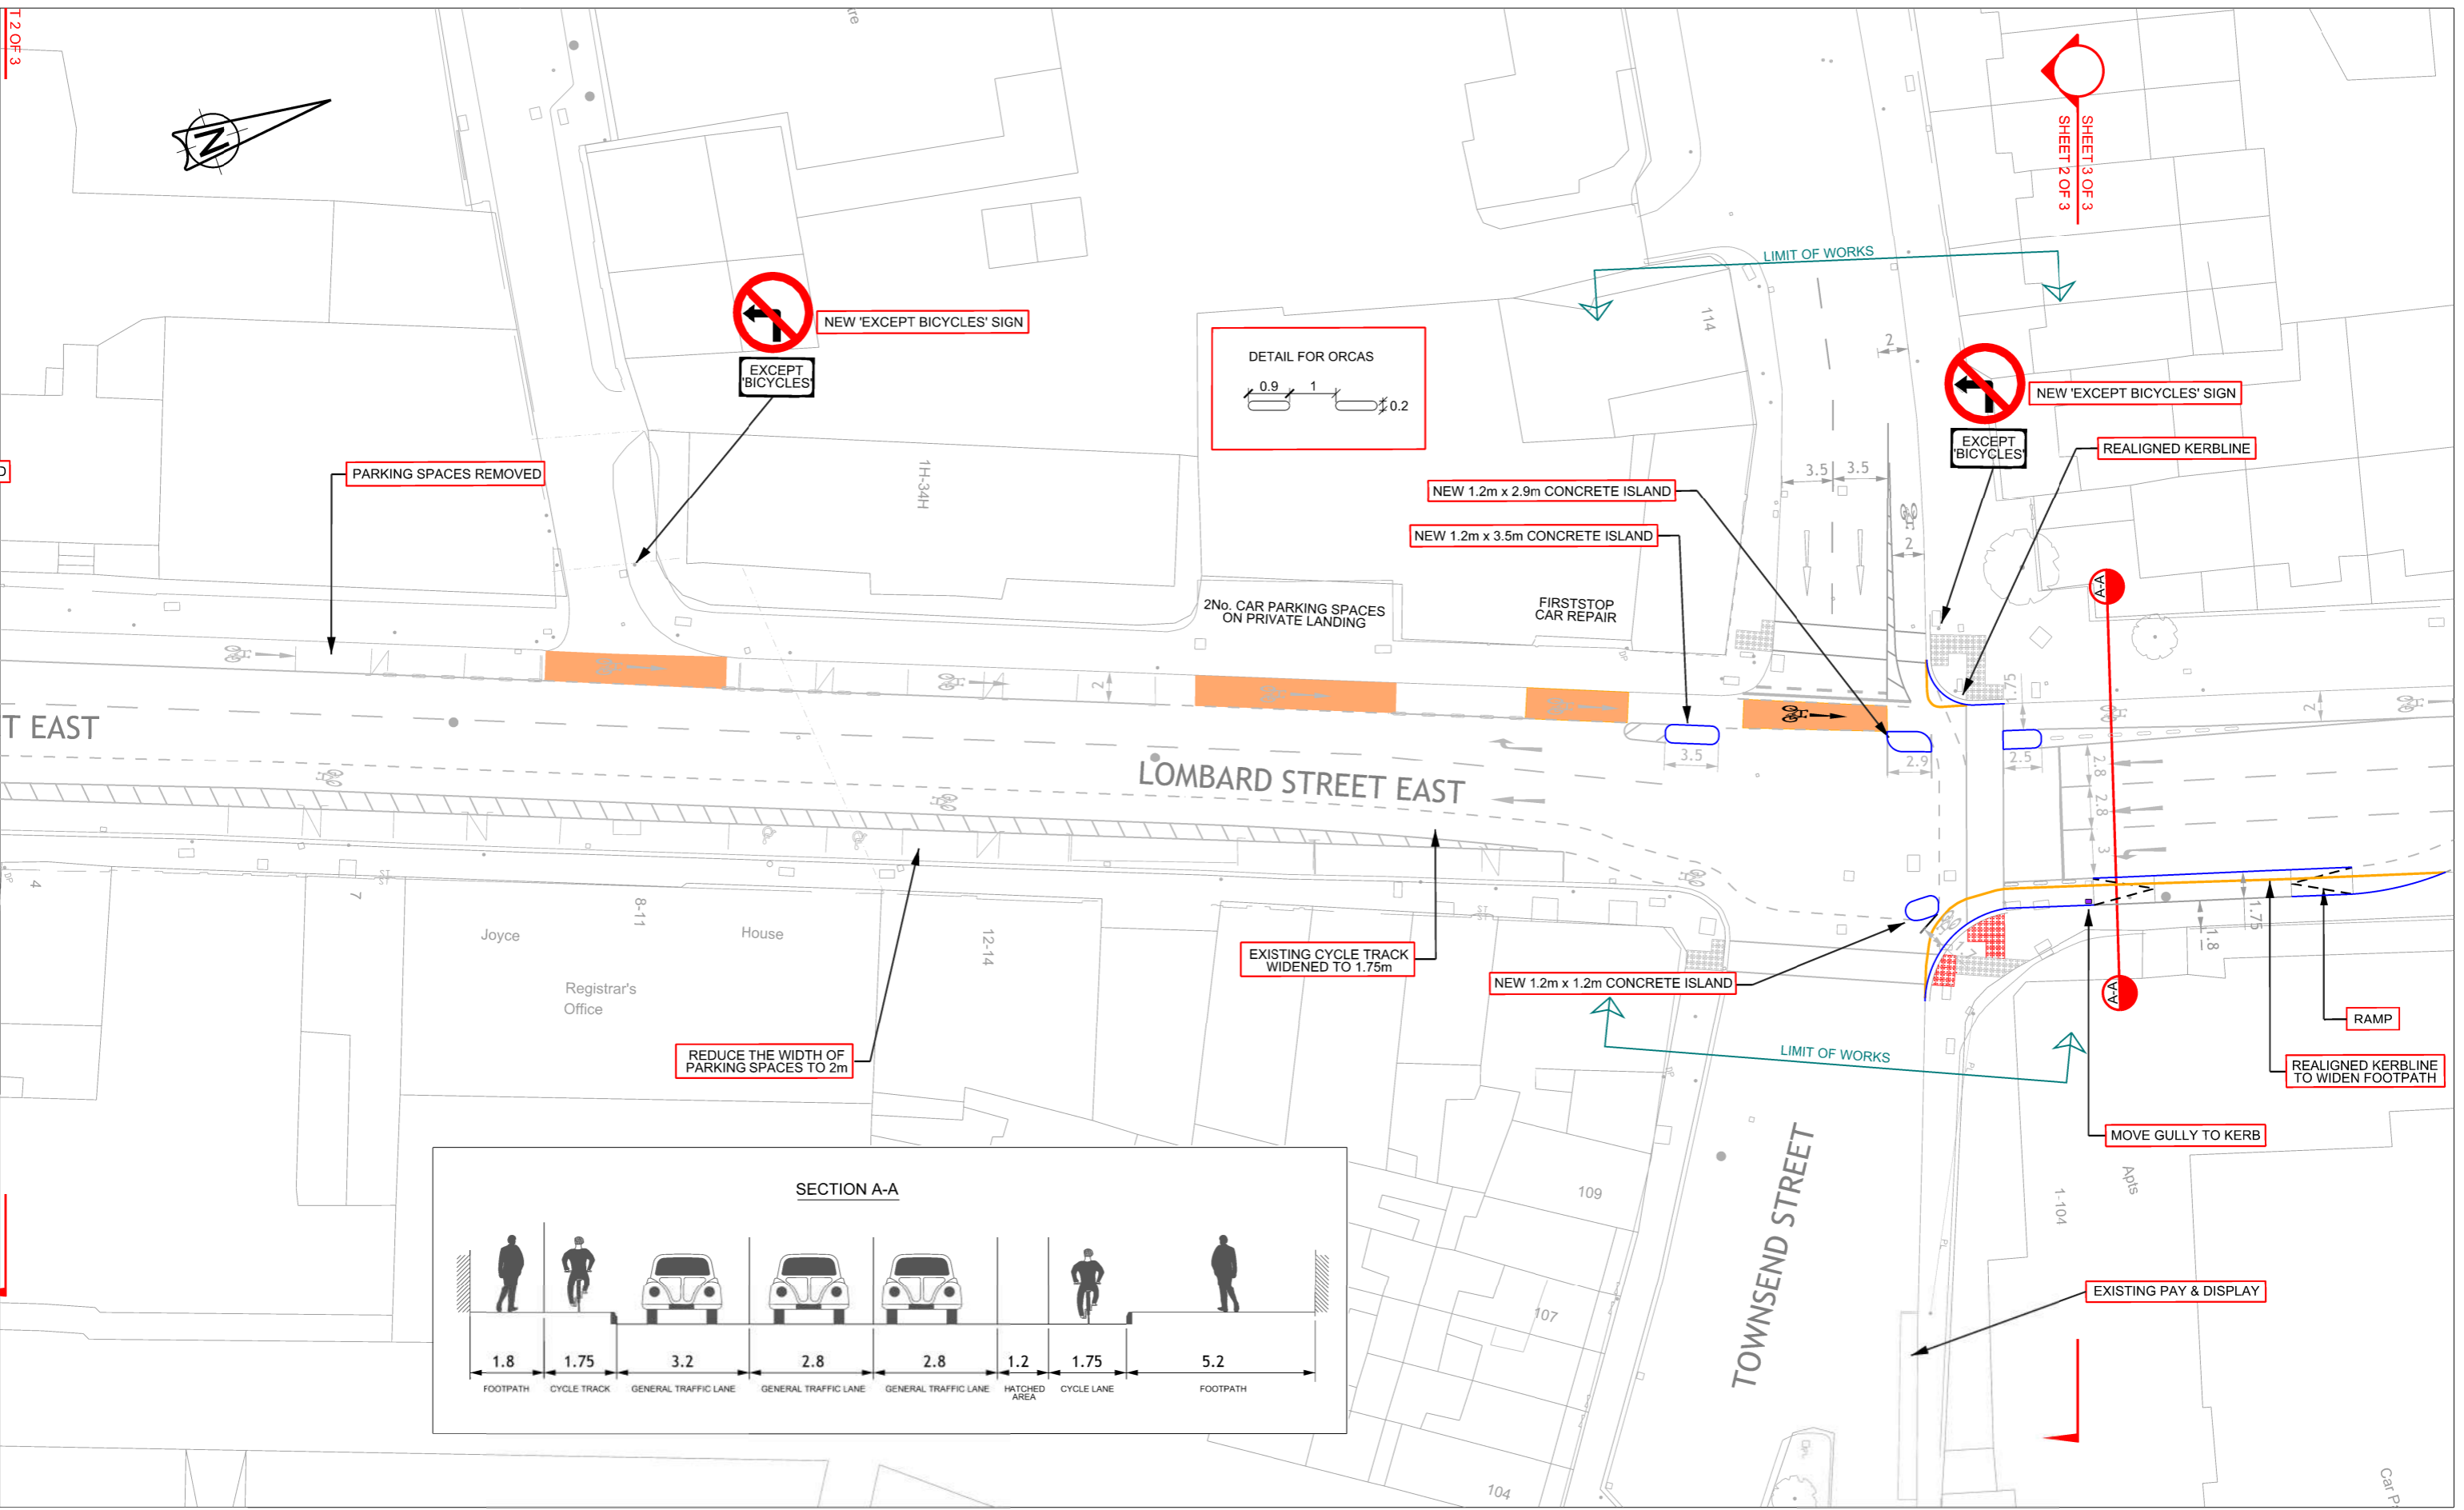 T 2 OF 3
N
SHEET 3 OF 3
SHEET 2 OF 3
LIMIT OF WORKS
NEW 'EXCEPT BICYCLES' SIGN
EXCEPT
'BICYCLES'
DETAIL FOR ORCAS
0.9
1
0.2
114
2
NEW 'EXCEPT BICYCLES' SIGN
EXCEPT
'BICYCLES'
REALIGNED KERBLINE
D
PARKING SPACES REMOVED
1H-34H
3.5
3.5
NEW 1.2m x 2.9m CONCRETE ISLAND
NEW 1.2m x 3.5m CONCRETE ISLAND
2
A-A
2No. CAR PARKING SPACES
ON PRIVATE LANDING
FIRSTSTOP
CAR REPAIR
DP
2
1.75
2
T EAST
LOMBARD STREET EAST
3.5
2.9
2.5
2.8
2.8
3
DP
4
7
8-11
Joyce
House
12-14
Registrar's
Office
EXISTING CYCLE TRACK
WIDENED TO 1.75m
NEW 1.2m x 1.2m CONCRETE ISLAND
1.75
1.8
A-A
RAMP
REDUCE THE WIDTH OF
PARKING SPACES TO 2m
LIMIT OF WORKS
REALIGNED KERBLINE
TO WIDEN FOOTPATH
MOVE GULLY TO KERB
TOWNSEND STREET
109
107
104
Apts
1-104
EXISTING PAY & DISPLAY
SECTION A-A
1.8
1.75
3.2
2.8
2.8
1.2
1.75
5.2
FOOTPATH
CYCLE TRACK
GENERAL TRAFFIC LANE
GENERAL TRAFFIC LANE
GENERAL TRAFFIC LANE
HATCHED
AREA
CYCLE LANE
FOOTPATH